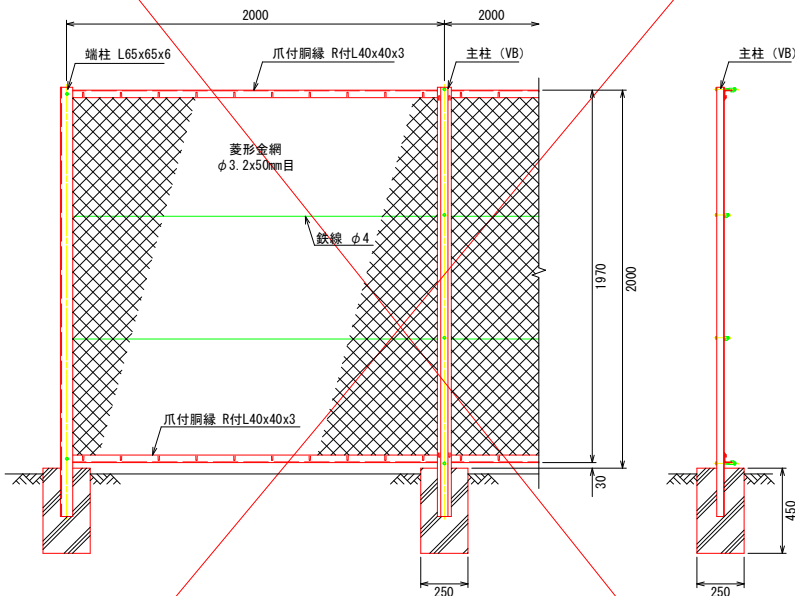 2000
2000
端柱 L65x65x6
爪付胴縁 R付L40x40x3
主柱 (VB)
主柱 (VB)
菱形金網
φ3.2x50mm目
鉄線 φ4
1970
2000
爪付胴縁 R付L40x40x3
30
450
250
250